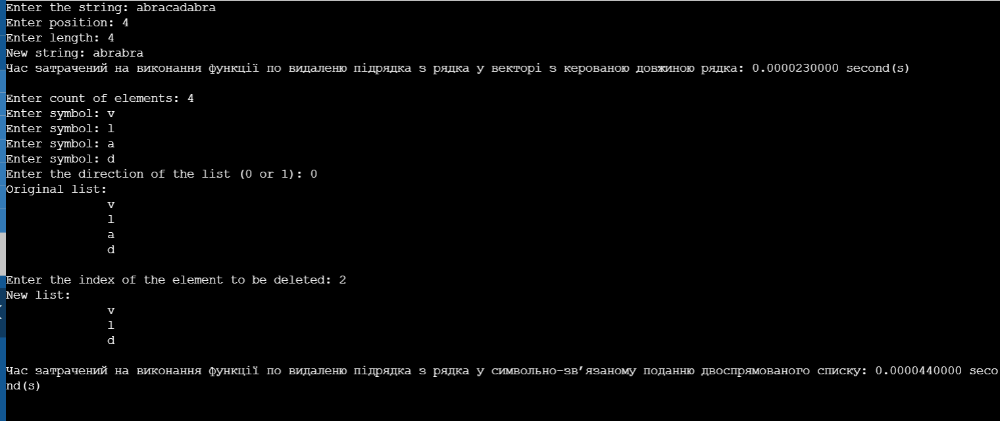 Enter the string: abracadabra
Enter position: 4
Enter length: 4
New string: abrabra
Час затрачений на виконання функції по видаленю підрядка з рядка у векторі з керованою довжиною рядка: 0.0000230000 second(s)
Enter count of elements: 4
Enter symbol: v
Enter symbol: l
Enter symbol: a
Enter symbol: d
Enter the direction of the list (0 or 1): 0
Original list:
v
l
a
d
Enter the index of the element to be deleted: 2
New list:
v
l
d
Час затрачений на виконання функції по видаленю підрядка з рядка у символьно-зв’язаному поданню двоспрямованого списку: 0.0000440000 seco
nd(s)